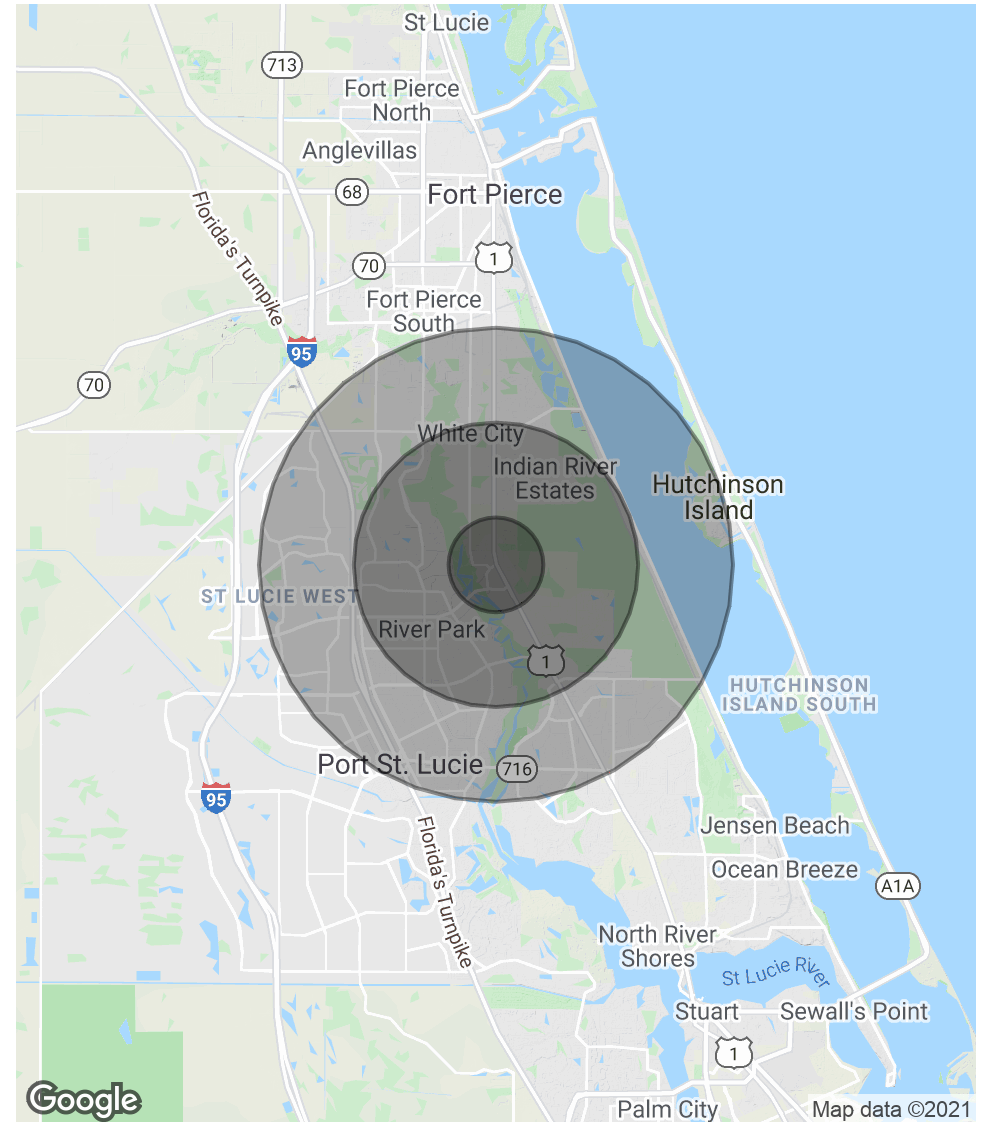 St Lucie
713
Fort Pierce
North
Anglevillas
68
Fort Pierce
Florida's Turnpike
1
70
Fort Pierce
South
95
70
White City
Indian River
Estates
Hutchinson
Island
ST LUCIE WEST
River Park
1
HUTCHINSON
ISLAND SOUTH
Port St. Lucie
716
95
Florida's Turnpike
Jensen Beach
Ocean Breeze
A1A
North River
Shores
St Lucie River
Stuart
Sewall's Point
1
Google
Palm City
Map data ©2021